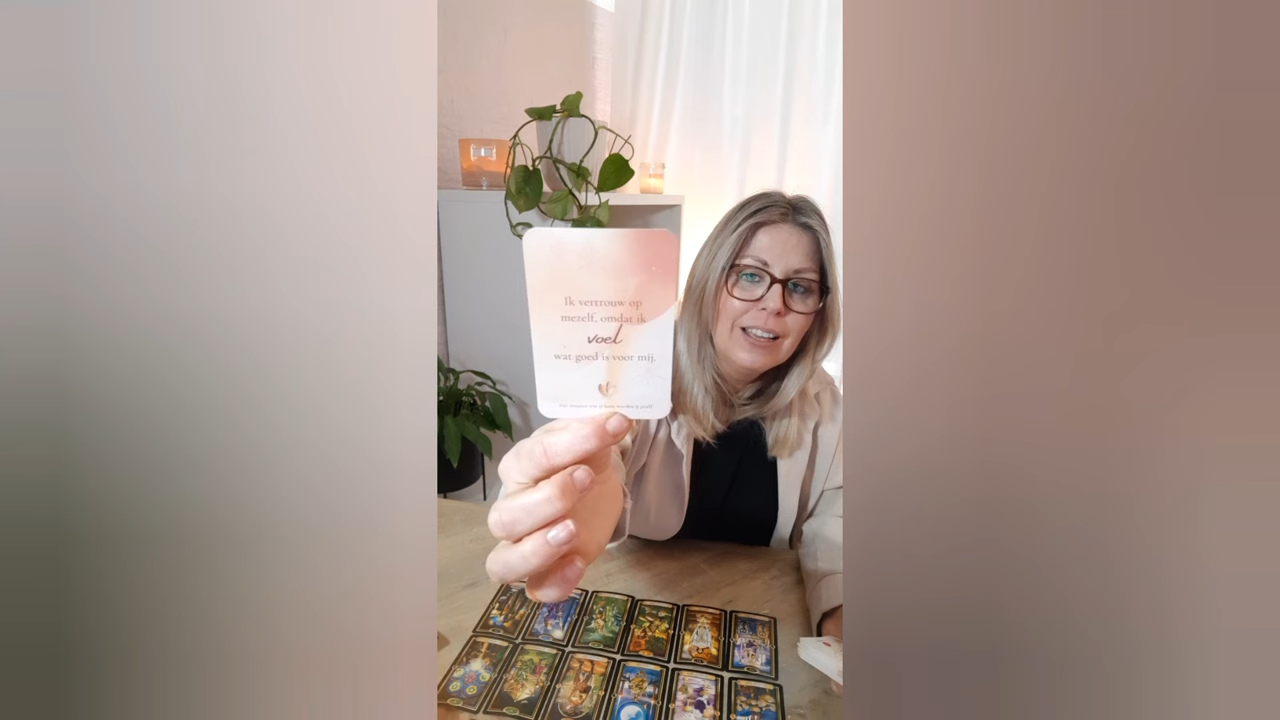 Ik vertrouw op
mezelf, omdat ik
voel
wat goed is voor mij.